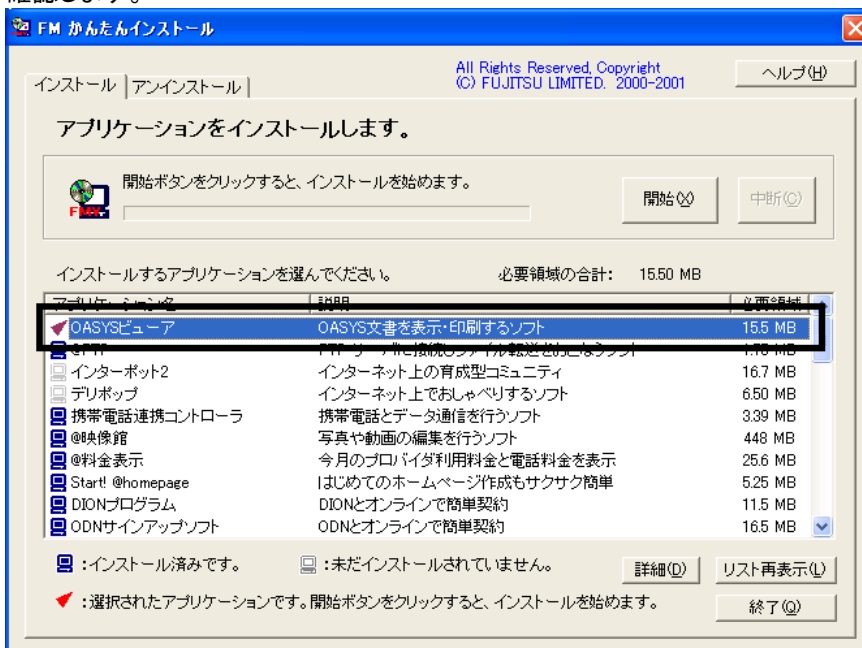 確認します。
FM かんたんインストール
インストール アンインストール
All Rights Reserved, Copyright
(C) FUJITSU LIMITED. 2000-2001
ヘルプ(H)
アプリケーションをインストールします。
開始ボタンをクリックすると、インストールを始めます。
FMV
開始(X) 中断(C)
インストールするアプリケーションを選んでください。 必要領域の合計: 15.50 MB
アプリケーション名 説明 必要領域
OASYSビューア OASYS文書を表示・印刷するソフト 15.5 MB
インターポット2 インターネット上の育成型コミュニティ 16.7 MB
デリポップ インターネット上でおしゃべりするソフト 6.50 MB
携帯電話連携コントローラ 携帯電話とデータ通信を行うソフト 3.39 MB
@映像館 写真や動画の編集を行うソフト 448 MB
@料金表示 今月のプロバイダ利用料金と電話料金を表示 25.6 MB
Start! @homepage はじめてのホームページ作成もサクサク簡単 5.25 MB
DIONプログラム DIONとオンラインで簡単契約 11.5 MB
ODNサインアップソフト ODNとオンラインで簡単契約 16.5 MB
:インストール済みです。 :未だインストールされていません。 詳細(D) リスト再表示(L)
:選択されたアプリケーションです。開始ボタンをクリックすると、インストールを始めます。 終了(Q)